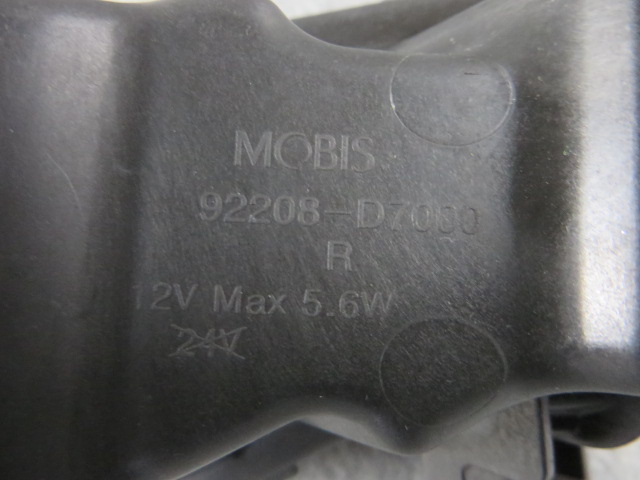 MOBIS
92208-D7000
R
12V Max 5.6W
24V